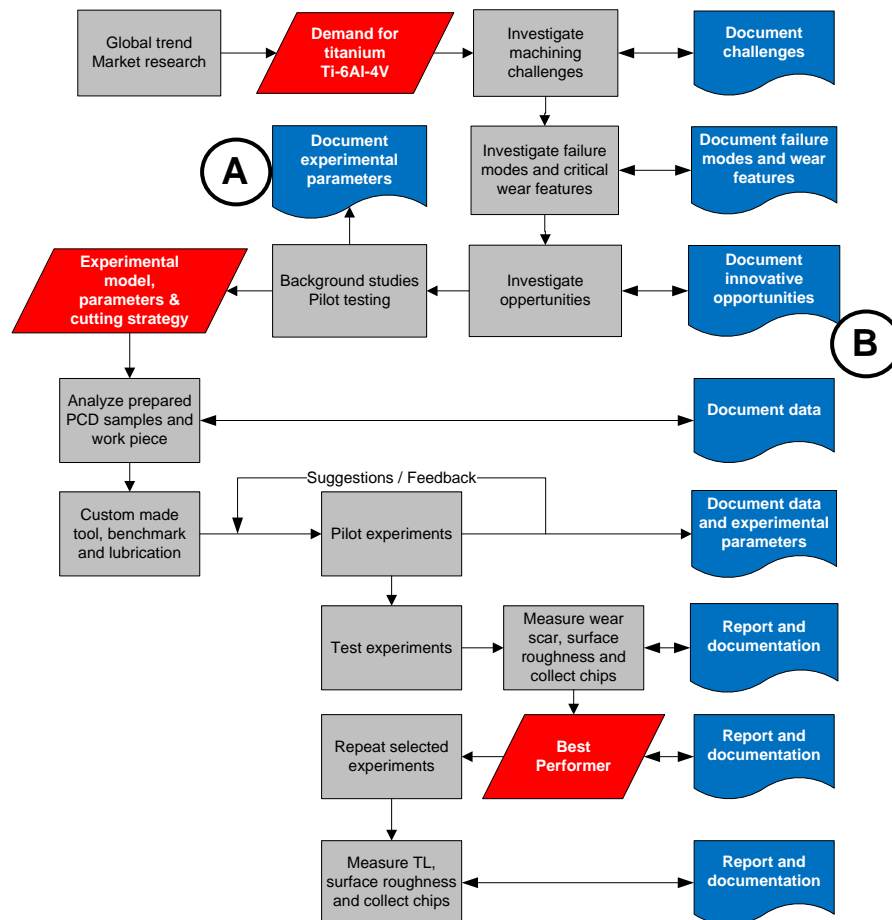 Global trend
Market research
Demand for
titanium
Ti-6Al-4V
Investigate
machining
challenges
Document
challenges
A
Document
experimental
parameters
Investigate failure
modes and critical
wear features
Document failure
modes and wear
features
Experimental
model,
parameters &
cutting strategy
Background studies
Pilot testing
Investigate
oppertunities
Document
innovative
opportunities
B
Analyze prepared
PCD samples and
work piece
Document data
Suggestions / Feedback
Custom made
tool, benchmark
and lubrication
Pilot experiments
Document data
and experimental
parameters
Test experiments
Measure wear
scar, surface
roughness and
collect chips
Report and
documentation
Repeat selected
experiments
Best
Performer
Report and
documentation
Measure TL,
surface roughness
and collect chips
Report and
documentation